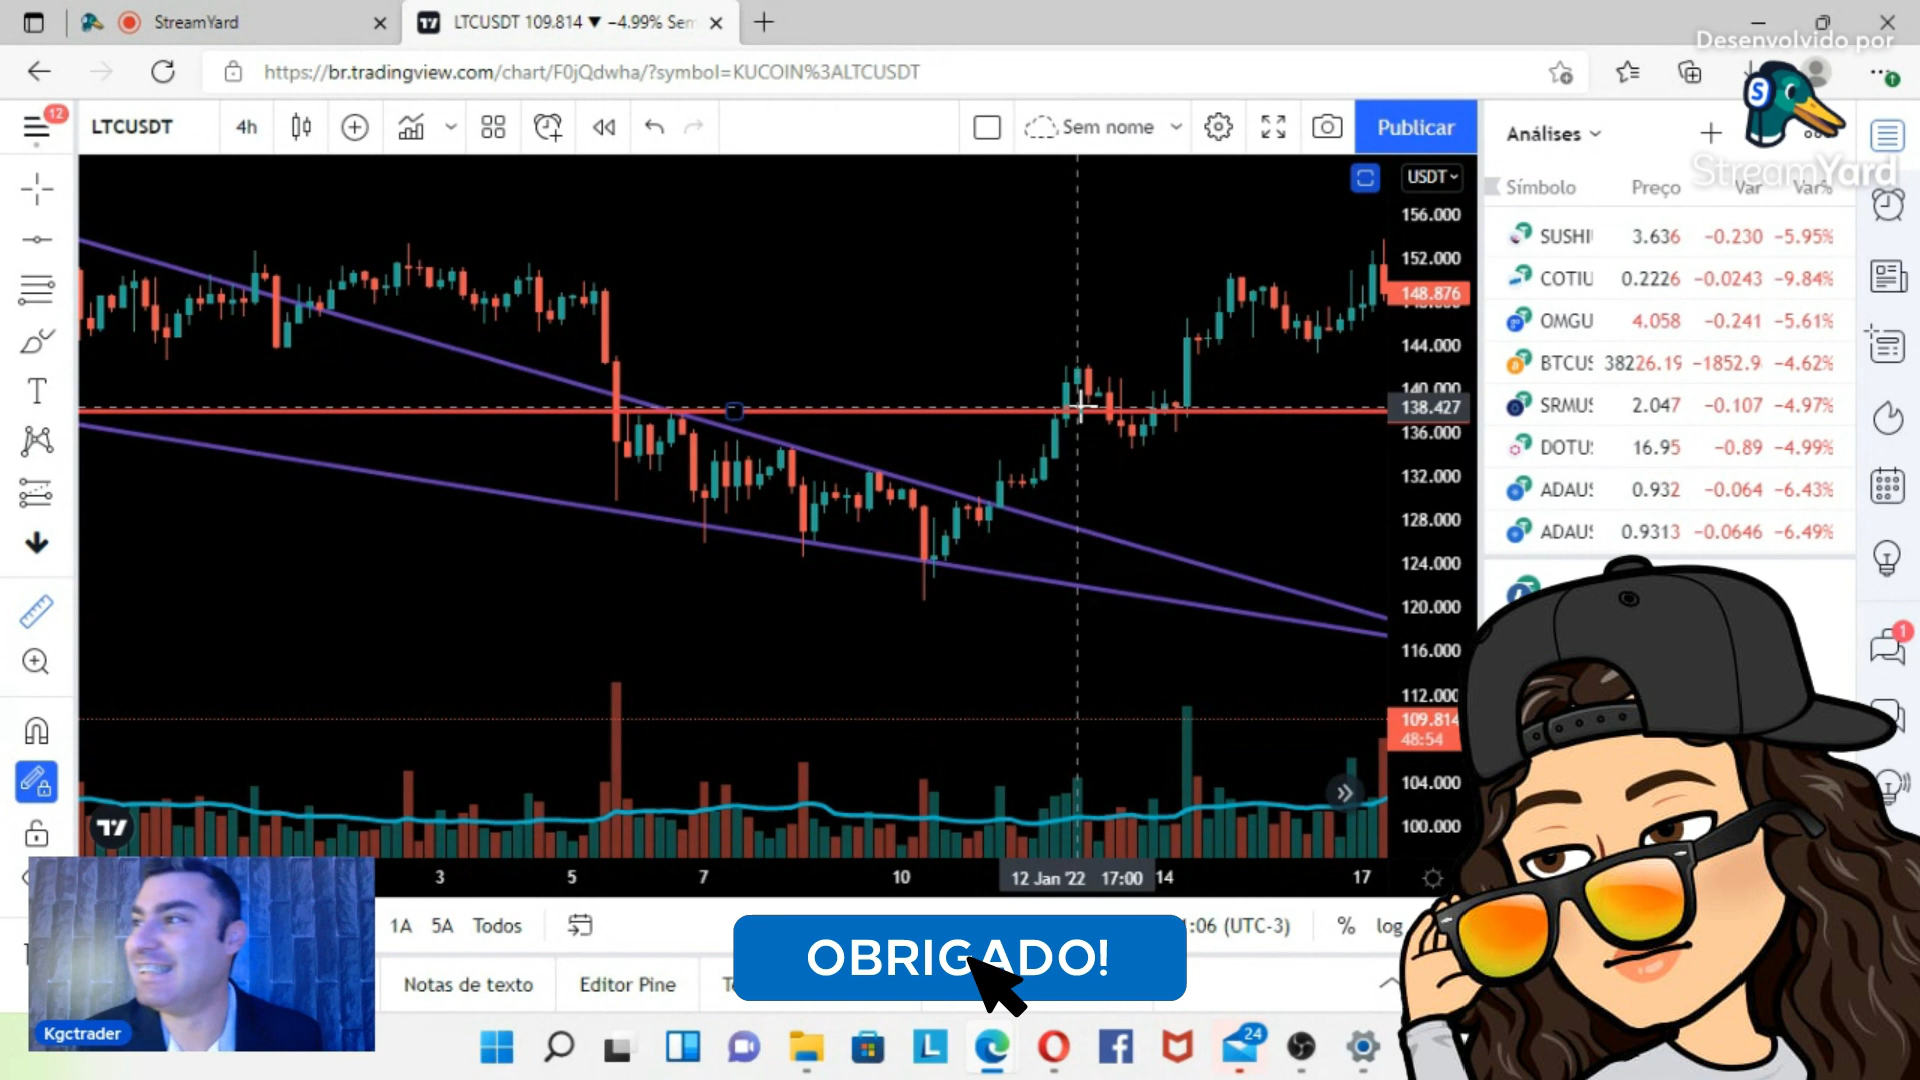 StreamYard
LTCUSDT 109.814 ▼ −4.99% Sem
Desenvolvido por
StreamYard
https://br.tradingview.com/chart/F0jQdwha/?symbol=KUCOIN%3ALTCUSDT
12
LTCUSDT 4h
Sem nome
Publicar
Análises
Símbolo Preço Var Var%
SUSHI 3.636 −0.230 −5.95%
COTIU 0.2226 −0.0243 −9.84%
OMGU 4.058 −0.241 −5.61%
BTCUS 38226.19 −1852.9 −4.62%
SRMUS 2.047 −0.107 −4.97%
DOTU 16.95 −0.89 −4.99%
ADAUS 0.932 −0.064 −6.43%
ADAUS 0.9313 −0.0646 −6.49%
1
USDT
156.000
152.000
148.876
144.000
140.000
138.427
136.000
132.000
128.000
124.000
120.000
116.000
112.000
109.814
48:54
104.000
100.000
3 5 7 10 12 Jan '22 17:00 14 17
1A 5A Todos
:06 (UTC-3) % log
Notas de texto Editor Pine
OBRIGADO!
Kgctrader
24